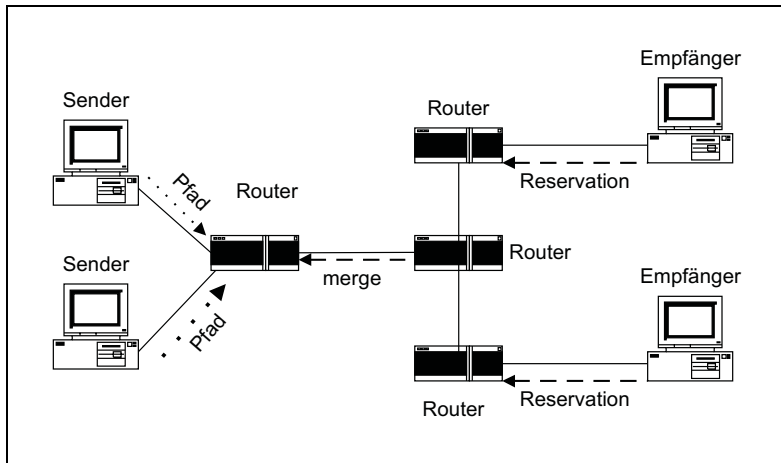 Empfänger
Sender
Router
Pfad
Router
Reservation
Sender
Router
merge
Empfänger
Pfad
Router
Reservation